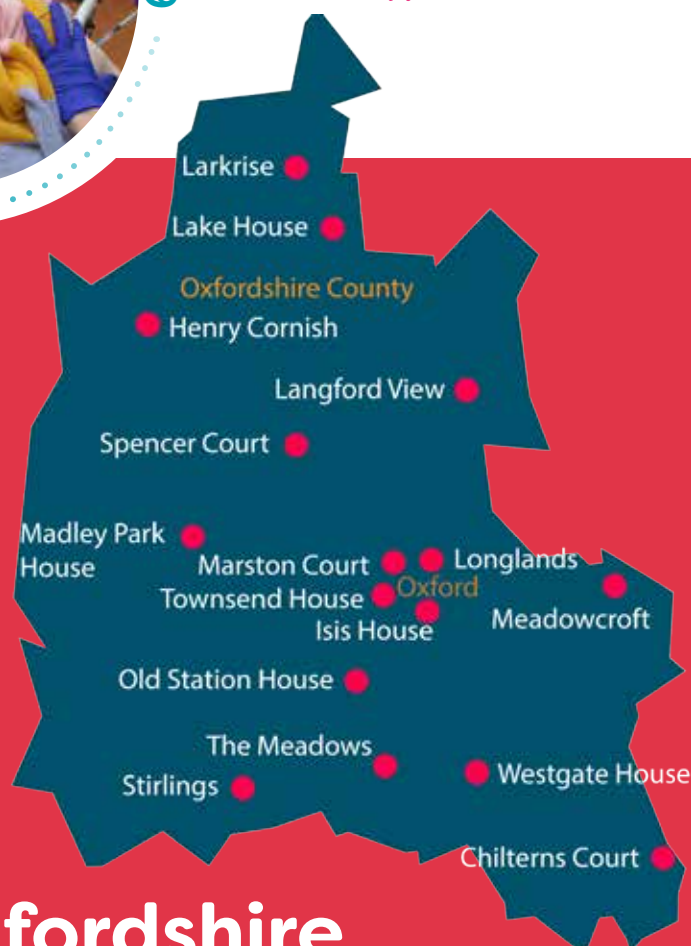 Larkrise
Lake House
Oxfordshire County
Henry Cornish
Langford View
Spencer Court
Madley Park
House
Marston Court
Longlands
Oxford
Townsend House
Meadowcroft
Isis House
Old Station House
The Meadows
Westgate House
Stirlings
Chilterns Court
fordshire